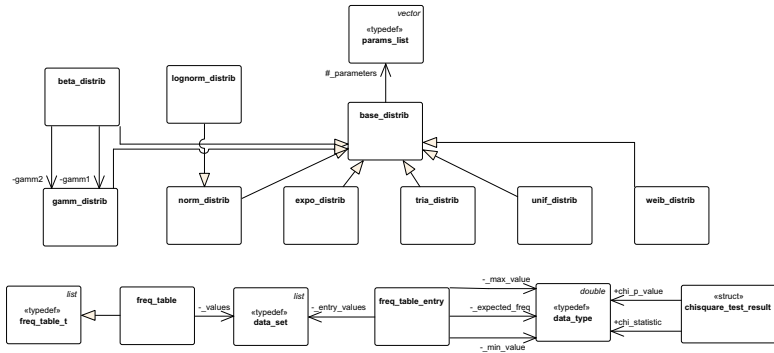 vector
«typedef»
params_list
#_parameters
beta_distrib
lognorm_distrib
base_distrib
-gamm2
-gamm1
gamm_distrib
norm_distrib
expo_distrib
tria_distrib
unif_distrib
weib_distrib
list
«typedef»
freq_table_t
freq_table
-_values
list
«typedef»
data_set
-_entry_values
freq_table_entry
-_max_value
-_expected_freq
-_min_value
double
«typedef»
data_type
+chi_p_value
+chi_statistic
«struct»
chisquare_test_result